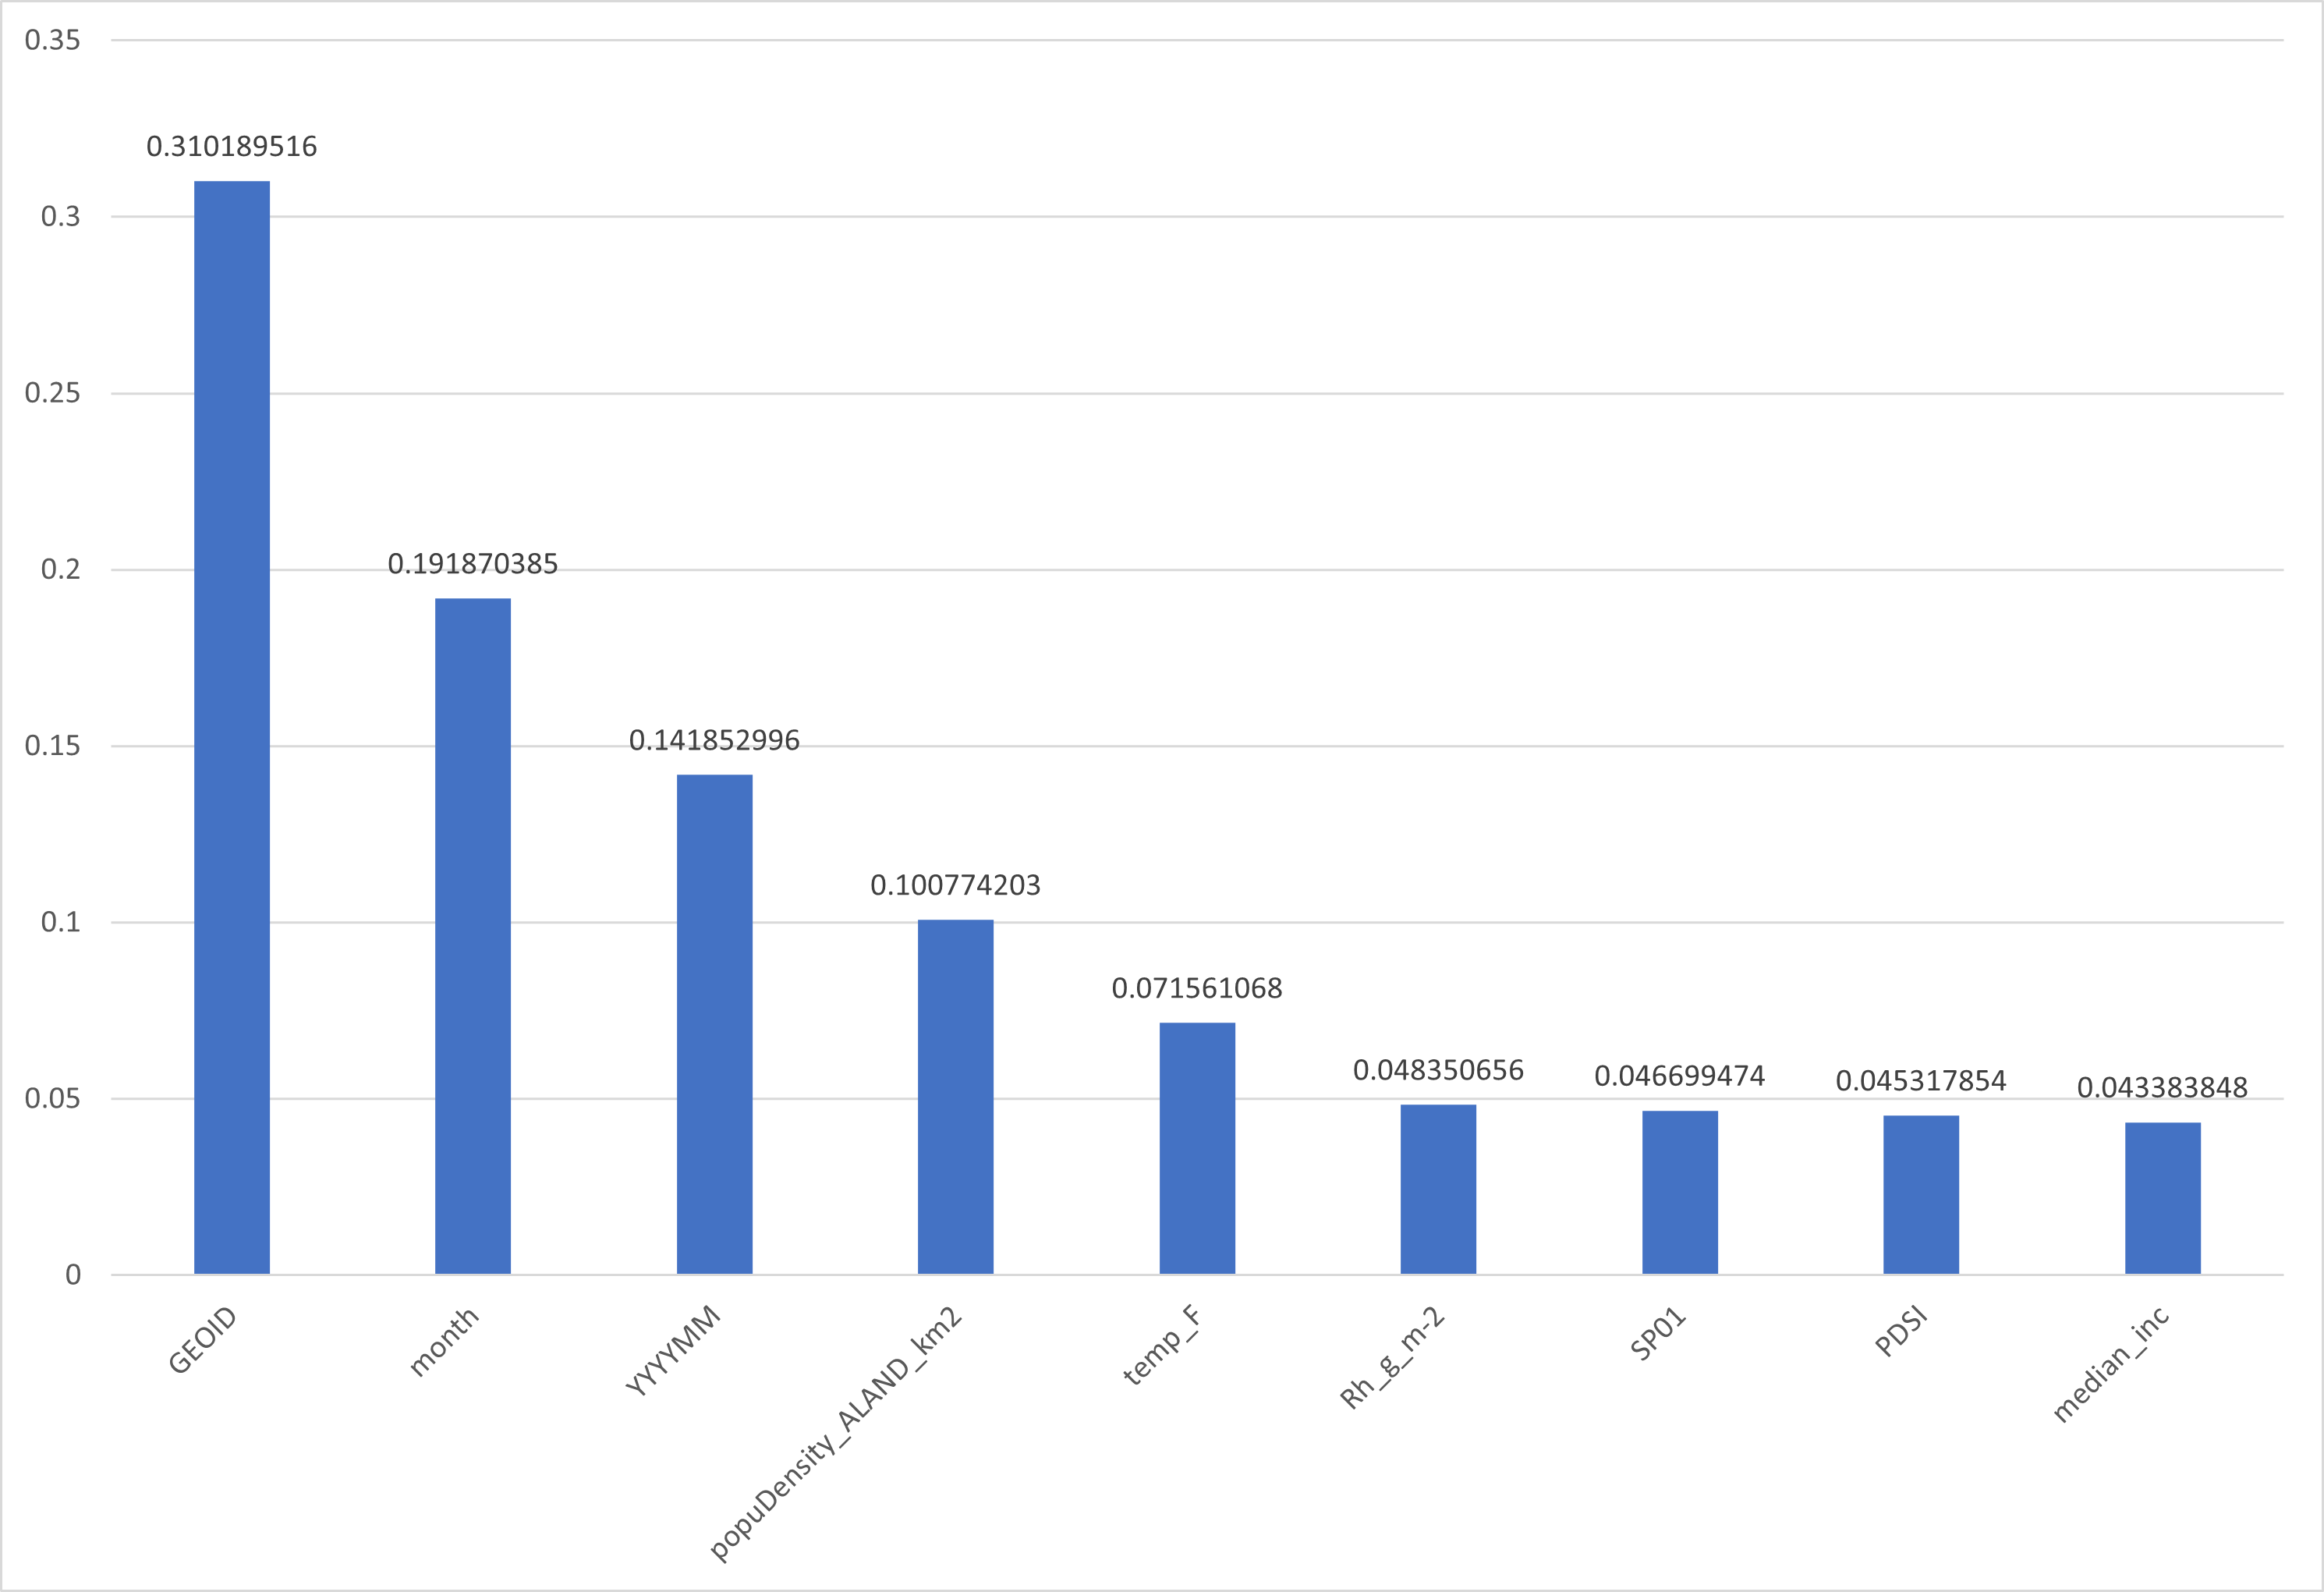 0.35
0.3
0.25
0.2
0.15
0.1
0.05
0
0.310189516
0.191870385
0.141852996
0.100774203
0.071561068
0.048350656
0.046699474
0.045317854
0.043383848
GEOID
month
YYYYMM
popuDensity_ALAND_km2
temp_F
Rh_g_m-2
SP01
PDSI
median_inc